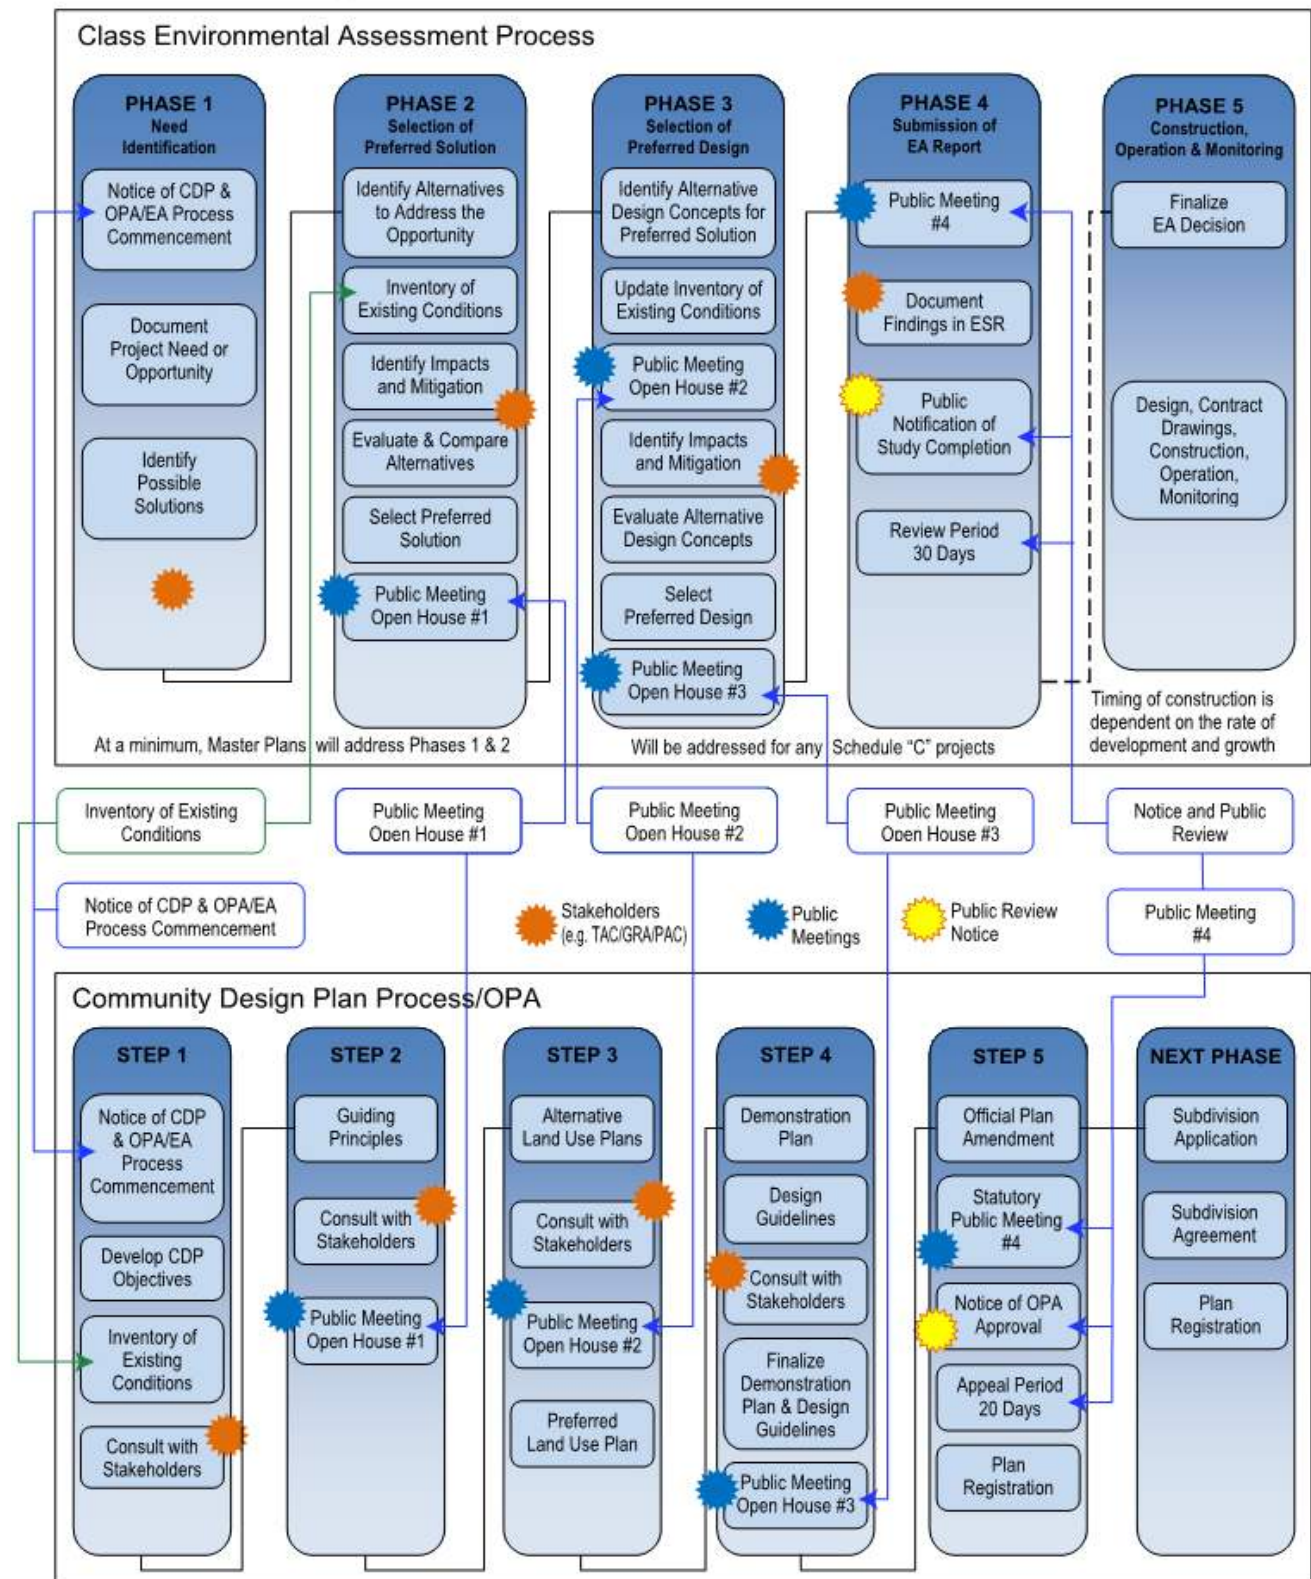 Class Environmental Assessment Process
PHASE 1
Need
Identification
Notice of CDP &
OPA/EA Process
Commencement
Document
Project Need or
Opportunity
Identify
Possible
Solutions
PHASE 2
Selection of
Preferred Solution
Identify Alternatives
to Address the
Opportunity
Inventory of
Existing Conditions
Identify Impacts
and Mitigation
Evaluate & Compare
Alternatives
Select Preferred
Solution
Public Meeting
Open House #1
PHASE 3
Selection of
Preferred Design
Identify Alternative
Design Concepts for
Preferred Solution
Update Inventory of
Existing Conditions
Public Meeting
Open House #2
Identify Impacts
and Mitigation
Evaluate Alternative
Design Concepts
Select
Preferred Design
Public Meeting
Open House #3
PHASE 4
Submission of
EA Report
Public Meeting
#4
Document
Findings in ESR
Public
Notification of
Study Completion
Review Period
30 Days
PHASE 5
Construction,
Operation & Monitoring
Finalize
EA Decision
Design, Contract
Drawings,
Construction,
Operation,
Monitoring
At a minimum, Master Plans will address Phases 1 & 2
Will be addressed for any Schedule "C" projects
Timing of construction is
dependent on the rate of
development and growth
Inventory of Existing
Conditions
Public Meeting
Open House #1
Public Meeting
Open House #2
Public Meeting
Open House #3
Notice and Public
Review
Notice of CDP & OPA/EA
Process Commencement
Stakeholders
(e.g. TAC/GRA/PAC)
Public
Meetings
Public Review
Notice
Public Meeting
#4
Community Design Plan Process/OPA
STEP 1
Notice of CDP
& OPA/EA
Process
Commencement
Develop CDP
Objectives
Inventory of
Existing
Conditions
Consult with
Stakeholders
STEP 2
Guiding
Principles
Consult with
Stakeholders
Public Meeting
Open House #1
STEP 3
Alternative
Land Use Plans
Consult with
Stakeholders
Public Meeting
Open House #2
Preferred
Land Use Plan
STEP 4
Demonstration
Plan
Design
Guidelines
Consult with
Stakeholders
Finalize
Demonstration
Plan & Design
Guidelines
Public Meeting
Open House #3
STEP 5
Official Plan
Amendment
Statutory
Public Meeting
#4
Notice of OPA
Approval
Appeal Period
20 Days
Plan
Registration
NEXT PHASE
Subdivision
Application
Subdivision
Agreement
Plan
Registration